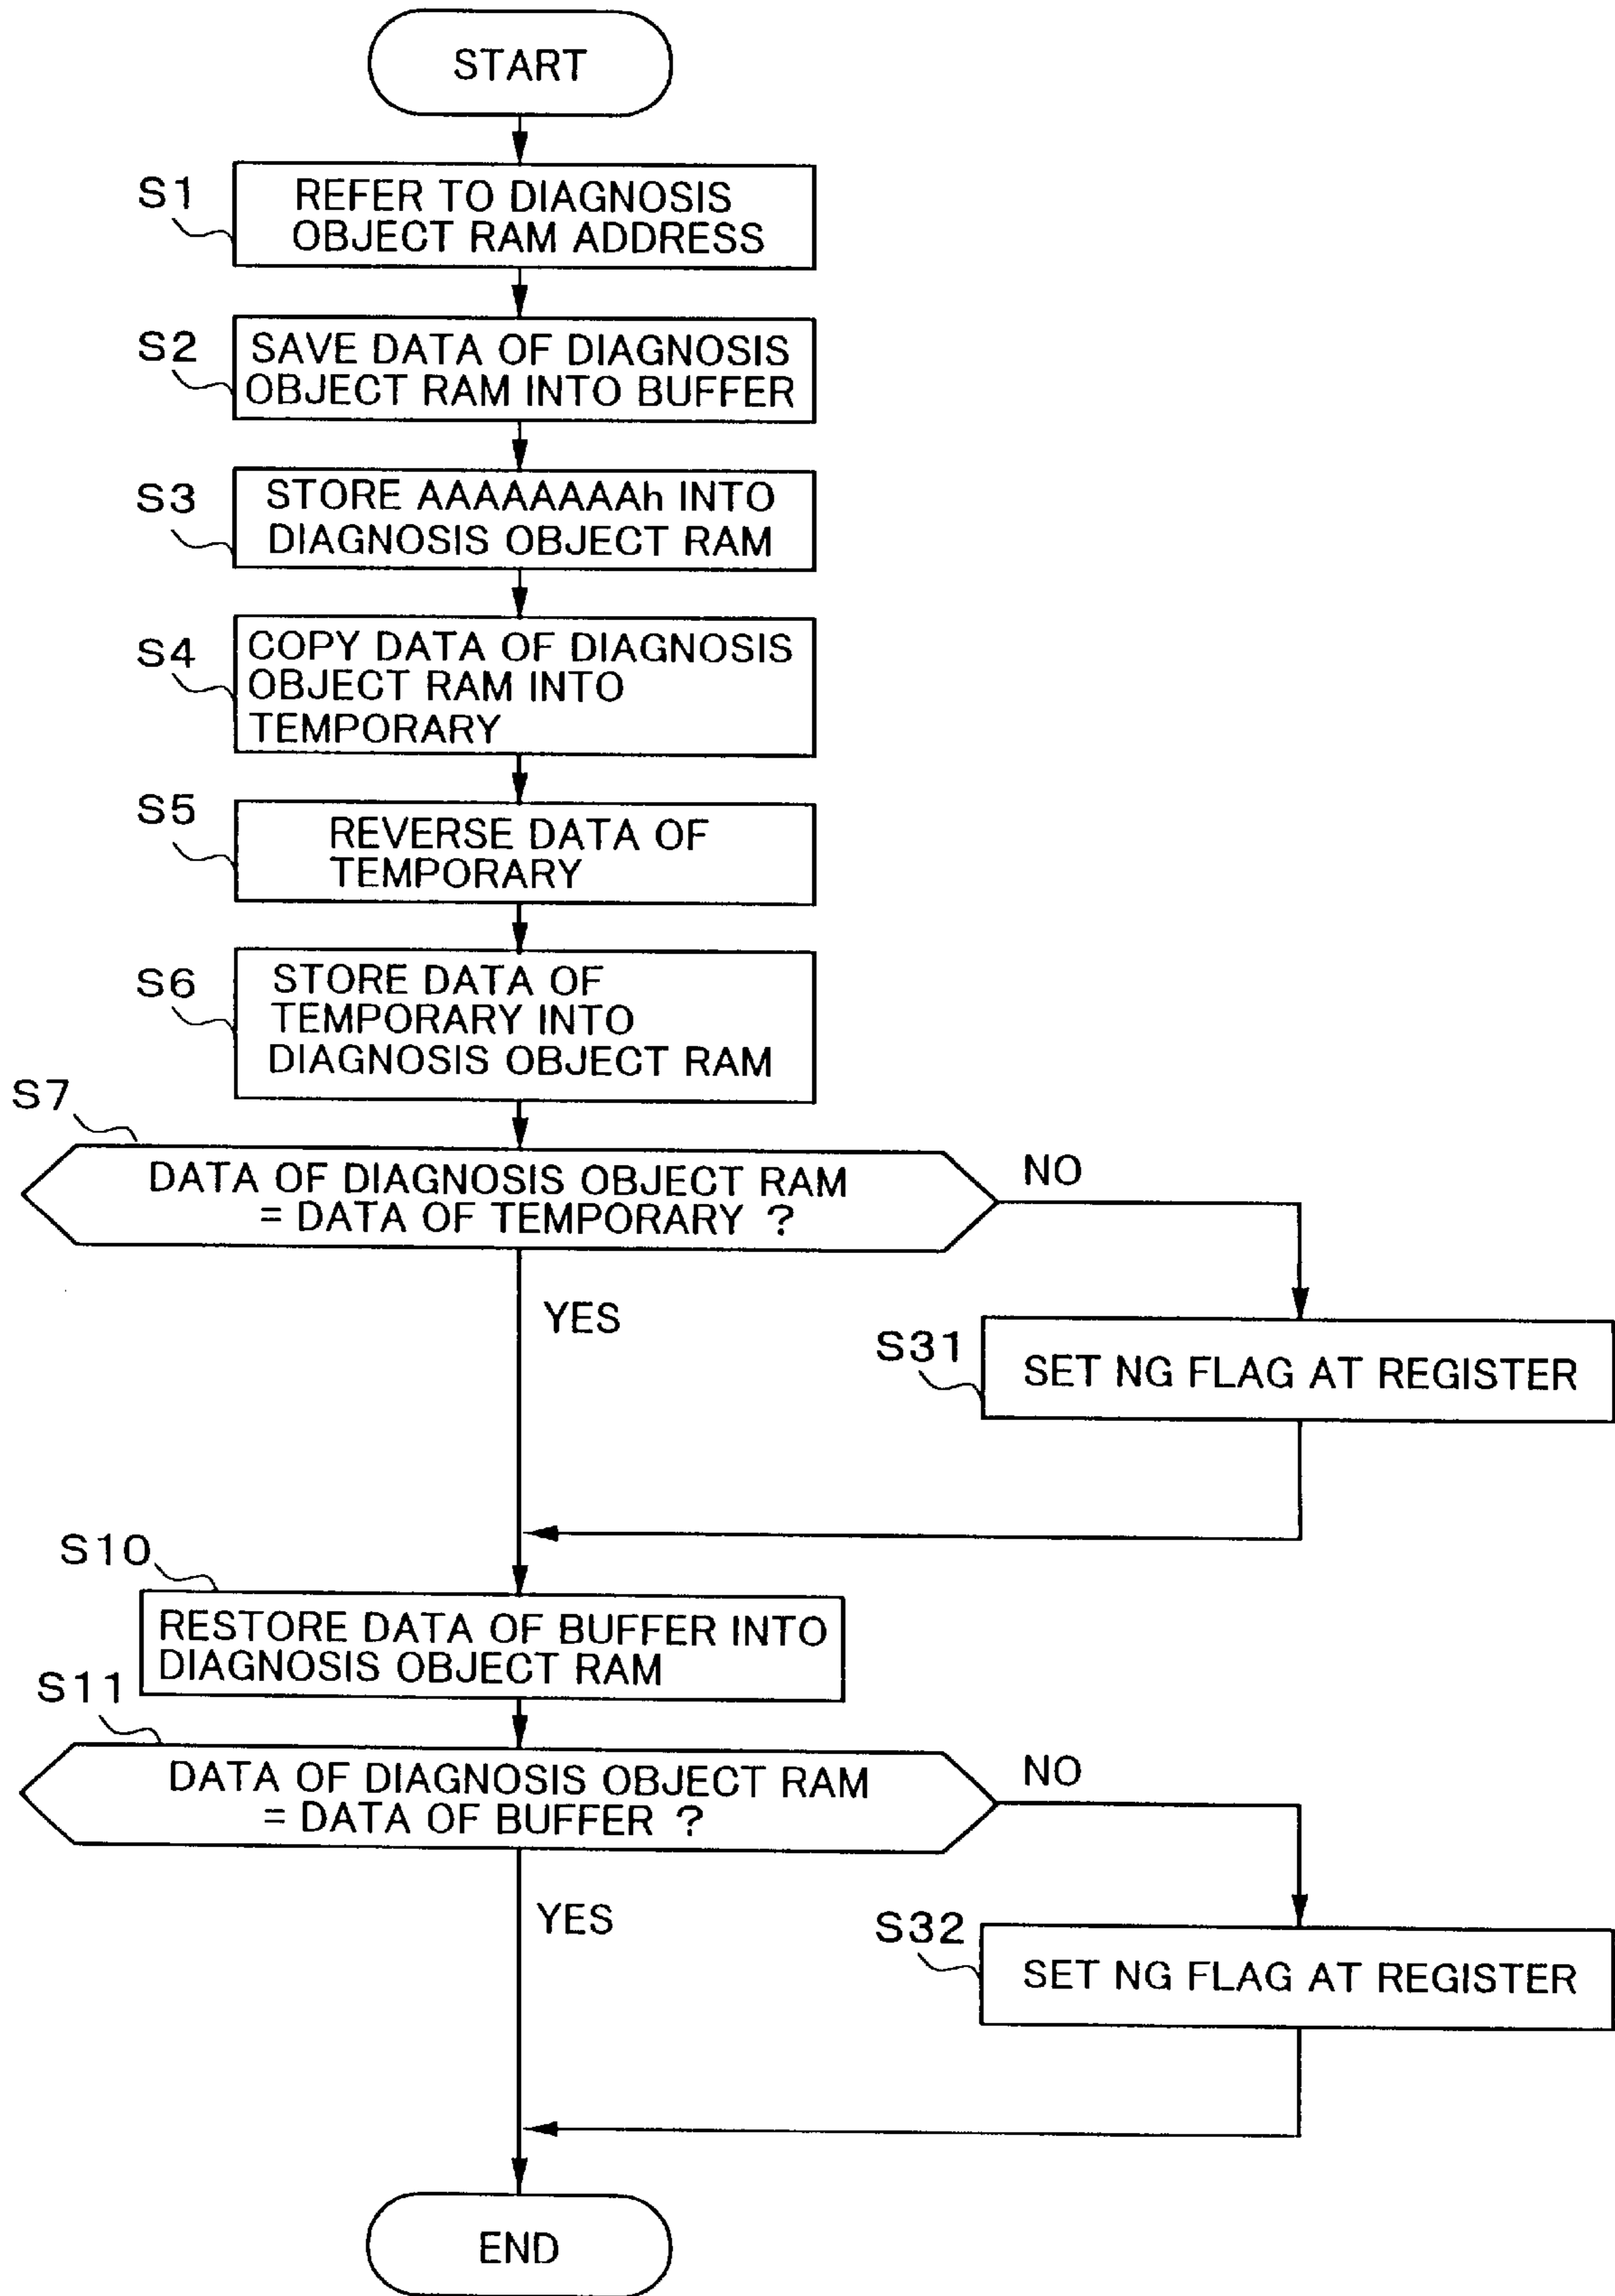 START
S1
REFER TO DIAGNOSIS
OBJECT RAM ADDRESS
S2
SAVE DATA OF DIAGNOSIS
OBJECT RAM INTO BUFFER
S3
STORE AAAAAAAAh INTO
DIAGNOSIS OBJECT RAM
S4
COPY DATA OF DIAGNOSIS
OBJECT RAM INTO
TEMPORARY
S5
REVERSE DATA OF
TEMPORARY
S6
STORE DATA OF
TEMPORARY INTO
DIAGNOSIS OBJECT RAM
S7
DATA OF DIAGNOSIS OBJECT RAM
= DATA OF TEMPORARY ?
NO
YES
S31
SET NG FLAG AT REGISTER
S10
RESTORE DATA OF BUFFER INTO
DIAGNOSIS OBJECT RAM
S11
DATA OF DIAGNOSIS OBJECT RAM
= DATA OF BUFFER ?
NO
YES
S32
SET NG FLAG AT REGISTER
END